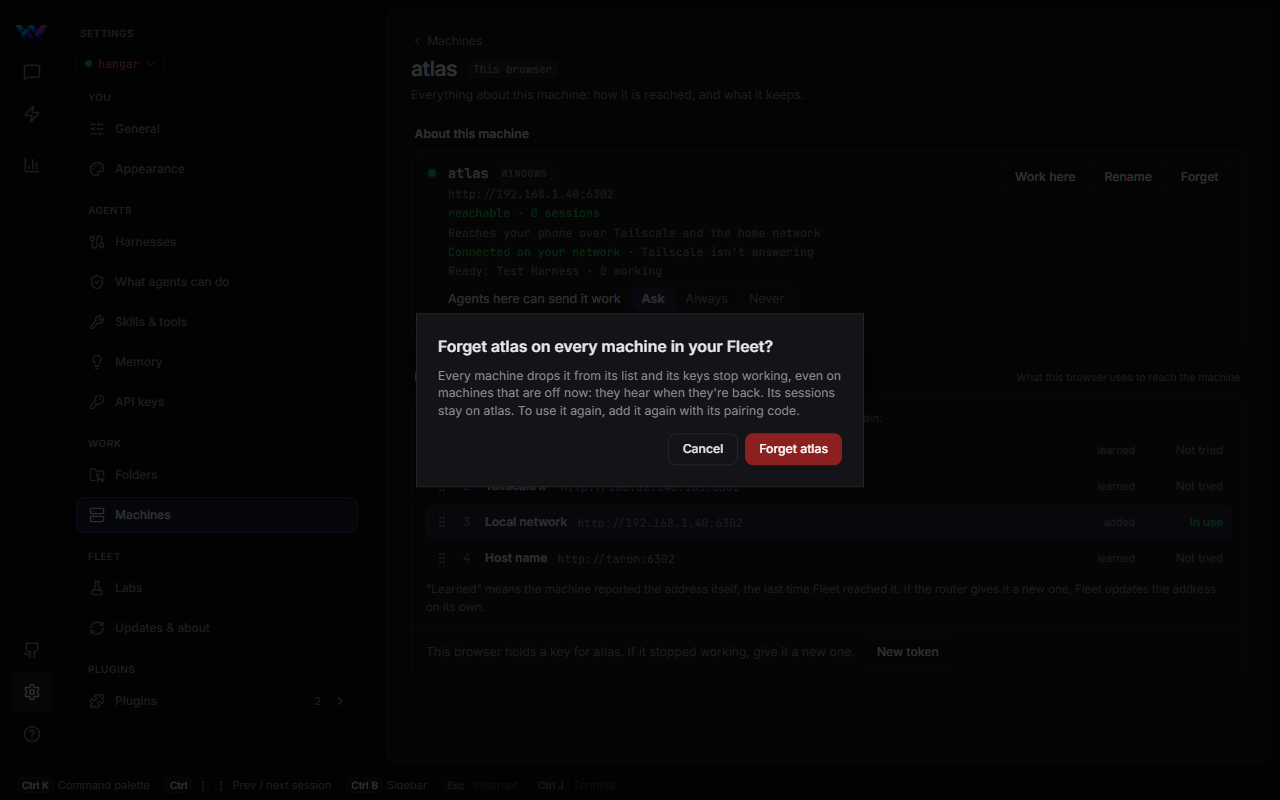 SETTINGS
hangar
YOU
General
Appearance
AGENTS
Harnesses
What agents can do
Skills & tools
Memory
API keys
WORK
Folders
Machines
FLEET
Labs
Updates & about
PLUGINS
Plugins 2
Machines
atlas This browser
Everything about this machine: how it is reached, and what it keeps.
About this machine
atlas WINDOWS
Work here Rename Forget
http://192.168.1.40:6302
reachable · 0 sessions
Reaches your phone over Tailscale and the home network
Connected on your network · Tailscale isn't answering
Ready: Test Harness · 0 working
Agents here can send it work Ask Always Never
Forget atlas on every machine in your Fleet?
Every machine drops it from its list and its keys stop working, even on
machines that are off now: they hear when they're back. Its sessions
stay on atlas. To use it again, add it again with its pairing code.
Cancel Forget atlas
What this browser uses to reach the machine.
learned Not tried
learned Not tried
3 Local network http://192.168.1.40:6302 added In use
4 Host name http://taron:6302 learned Not tried
"Learned" means the machine reported the address itself, the last time Fleet reached it. If the router gives it a new one, Fleet updates the address
on its own.
This browser holds a key for atlas. If it stopped working, give it a new one. New token
Ctrl K Command palette Ctrl [ ] Prev / next session Ctrl B Sidebar Esc Interrupt Ctrl J Terminal